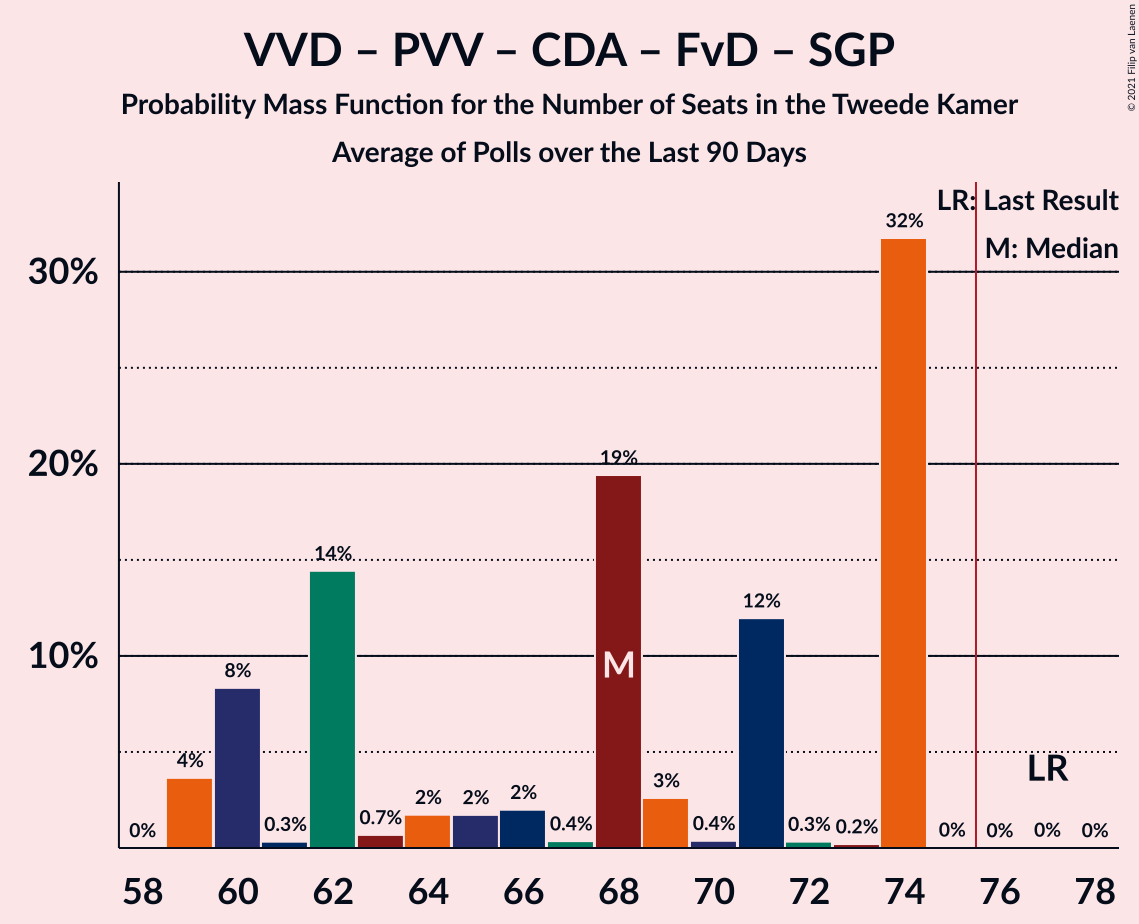 VVD – PVV – CDA – FvD – SGP
Probability Mass Function for the Number of Seats in the Tweede Kamer
Average of Polls over the Last 90 Days
© 2021 Filip van Laenen
LR: Last Result
M: Median
30%
20%
10%
0%
4%
8%
0.3%
14%
0.7%
2%
2%
2%
0.4%
19%
3%
0.4%
12%
0.3%
0.2%
32%
0%
0%
0%
0%
M
LR
58 60 62 64 66 68 70 72 74 76 78